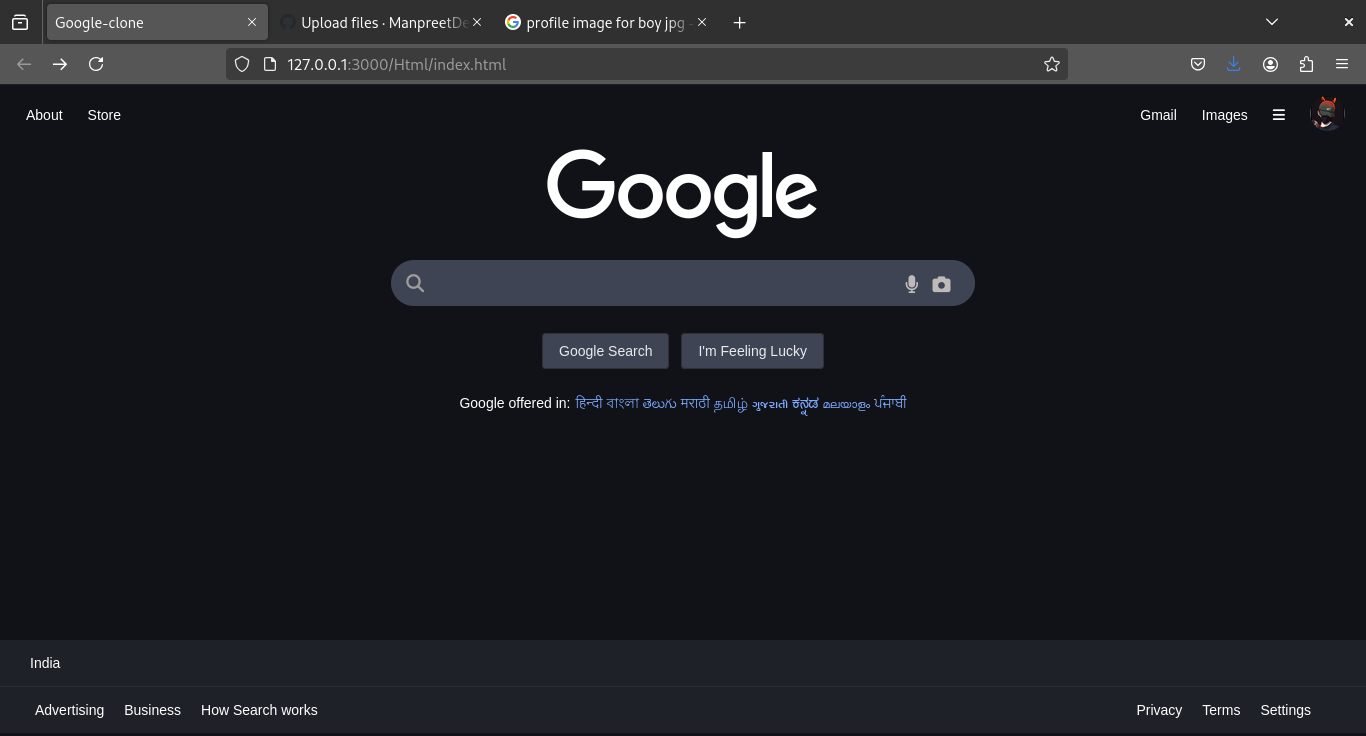 Google-clone
Upload files · ManpreetDe
profile image for boy jpg -
127.0.0.1:3000/Html/index.html
About Store Gmail Images
Google
Google Search I'm Feeling Lucky
Google offered in: हिन्दी বাংলা తెలుగు मराठी தமிழ் ગુજરાતી ಕನ್ನಡ മലയാളം ਪੰਜਾਬੀ
India
Advertising Business How Search works Privacy Terms Settings